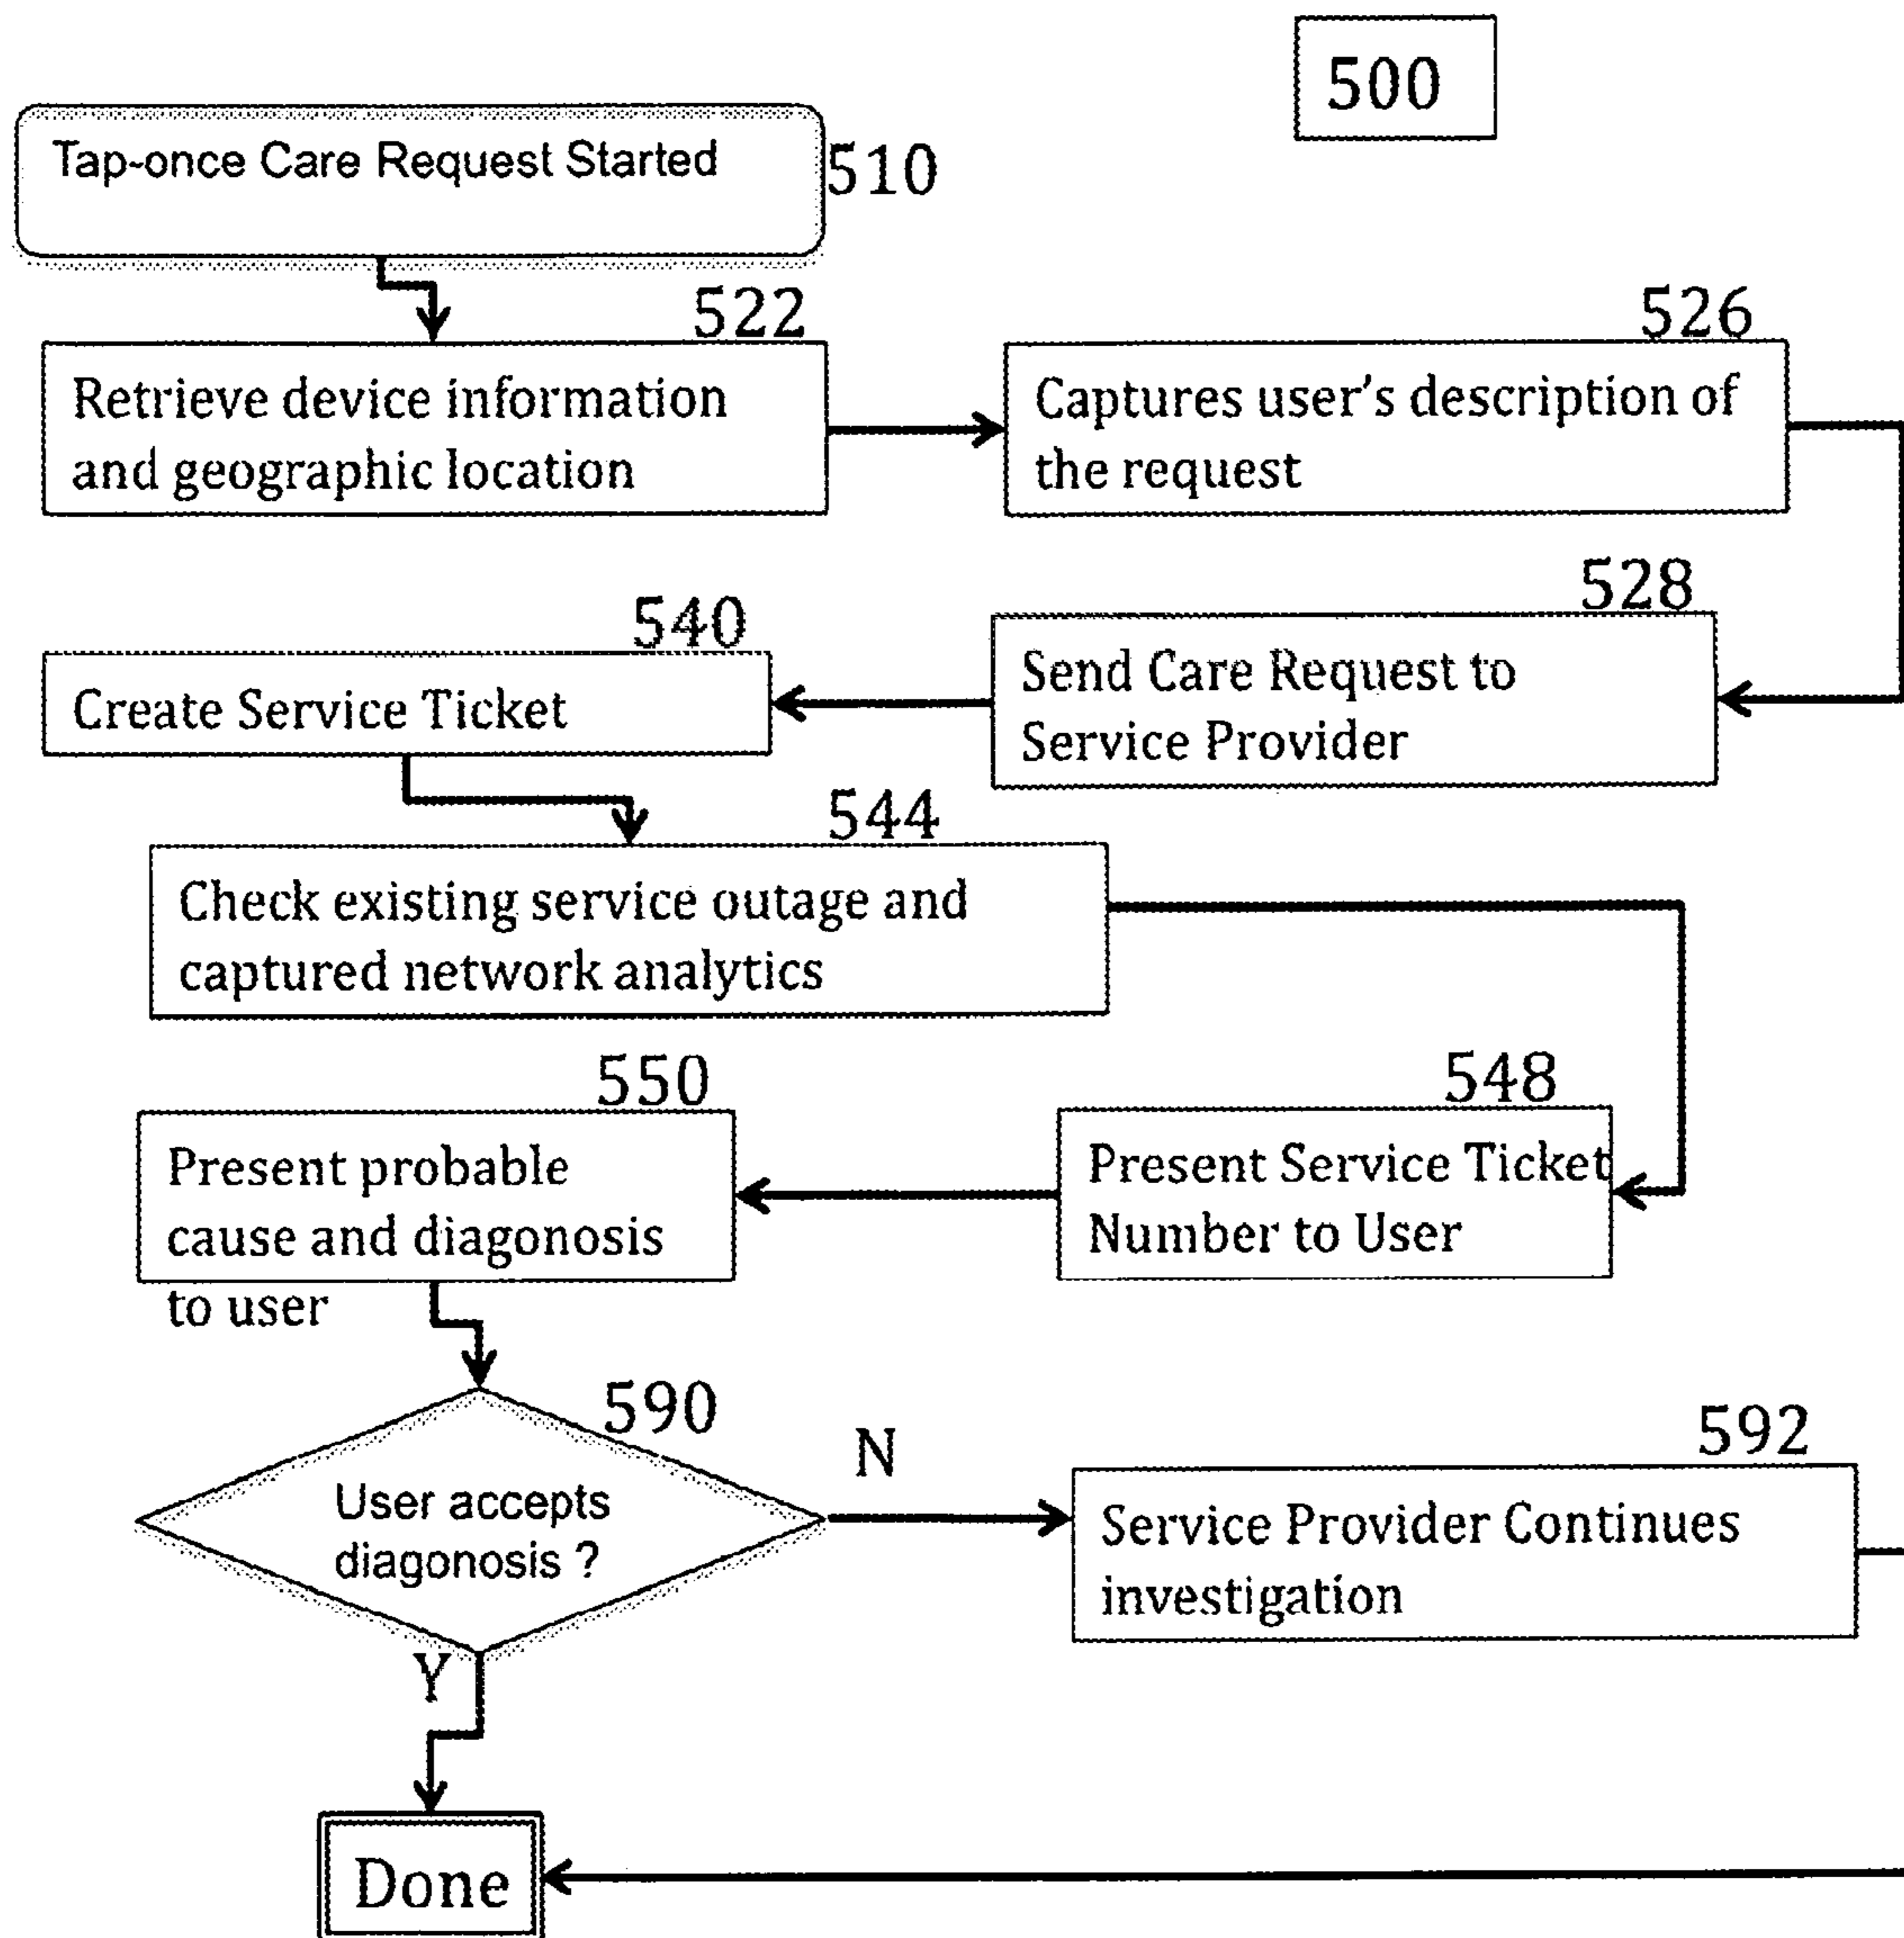 500
Tap-once Care Request Started
510
522
Retrieve device information
and geographic location
526
Captures user's description of
the request
528
Send Care Request to
Service Provider
540
Create Service Ticket
544
Check existing service outage and
captured network analytics
548
Present Service Ticket
Number to User
550
Present probable
cause and diagonosis
to user
590
User accepts
diagonosis ?
N
592
Service Provider Continues
investigation
Y
Done